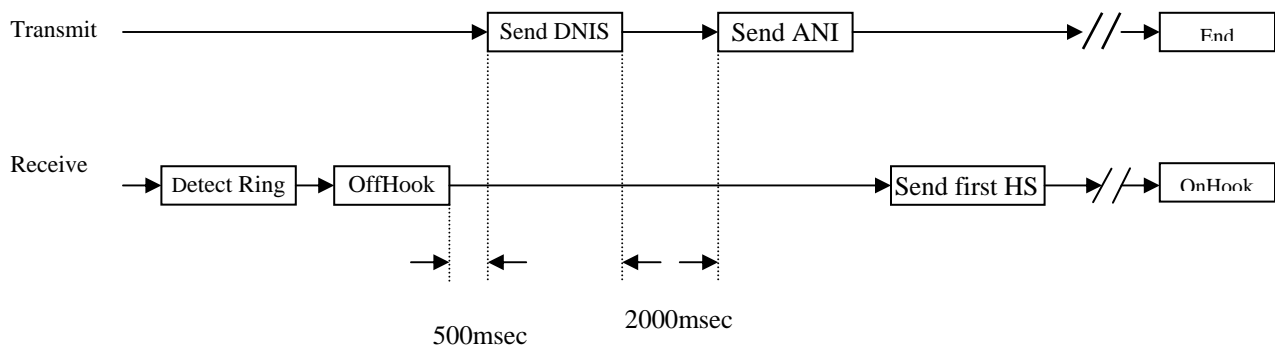 Transmit
Send DNIS
Send ANI
End
Receive
Detect Ring
OffHook
Send first HS
OnHook
500msec
2000msec